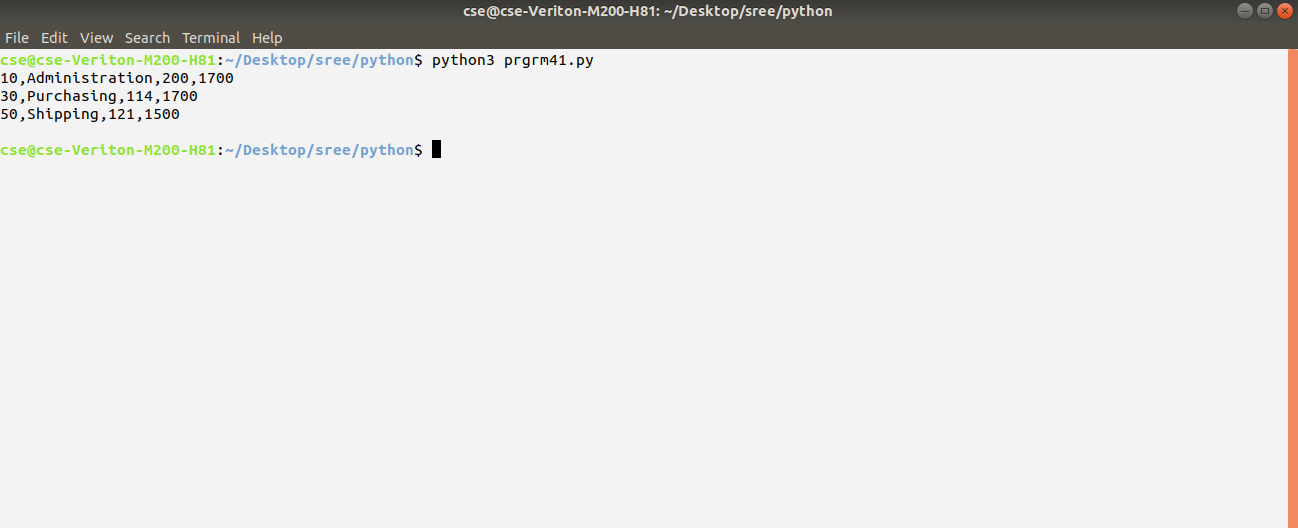 cse@cse-Veriton-M200-H81: ~/Desktop/sree/python
File Edit View Search Terminal Help
cse@cse-Veriton-M200-H81:~/Desktop/sree/python$ python3 prgrm41.py
10,Administration,200,1700
30,Purchasing,114,1700
50,Shipping,121,1500
cse@cse-Veriton-M200-H81:~/Desktop/sree/python$